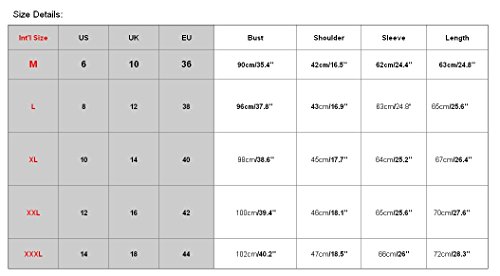 Size Details:
Int'l Size US UK EU Bust Shoulder Sleeve Length
M 6 10 36 90cm/35.4" 42cm/16.5" 62cm/24.4" 63cm/24.8"
L 8 12 38 96cm/37.8" 43cm/16.9" 63cm/24.8" 65cm/25.6"
XL 10 14 40 98cm/38.6" 45cm/17.7" 64cm/25.2" 67cm/26.4"
XXL 12 16 42 100cm/39.4" 46cm/18.1" 65cm/25.6" 70cm/27.6"
XXXL 14 18 44 102cm/40.2" 47cm/18.5" 66cm/26" 72cm/28.3"